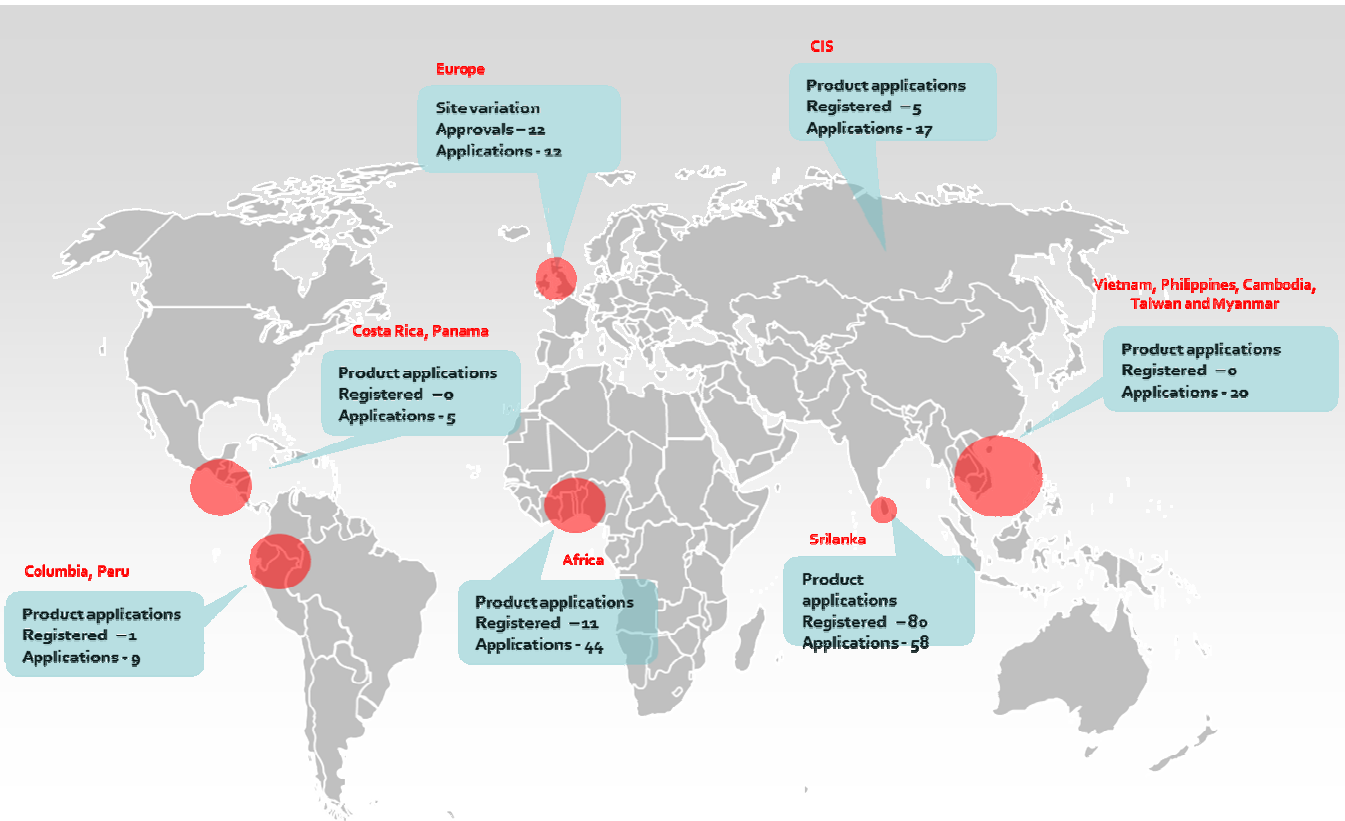 CIS
Product applications
Registered – 5
Applications - 17
Europe
Site variation
Approvals – 12
Applications - 12
Vietnam, Philippines, Cambodia,
Taiwan and Myanmar
Product applications
Registered – 0
Applications - 20
Costa Rica, Panama
Product applications
Registered – 0
Applications - 5
Srilanka
Product
applications
Registered – 80
Applications - 58
Africa
Product applications
Registered – 11
Applications - 44
Columbia, Peru
Product applications
Registered – 1
Applications - 9